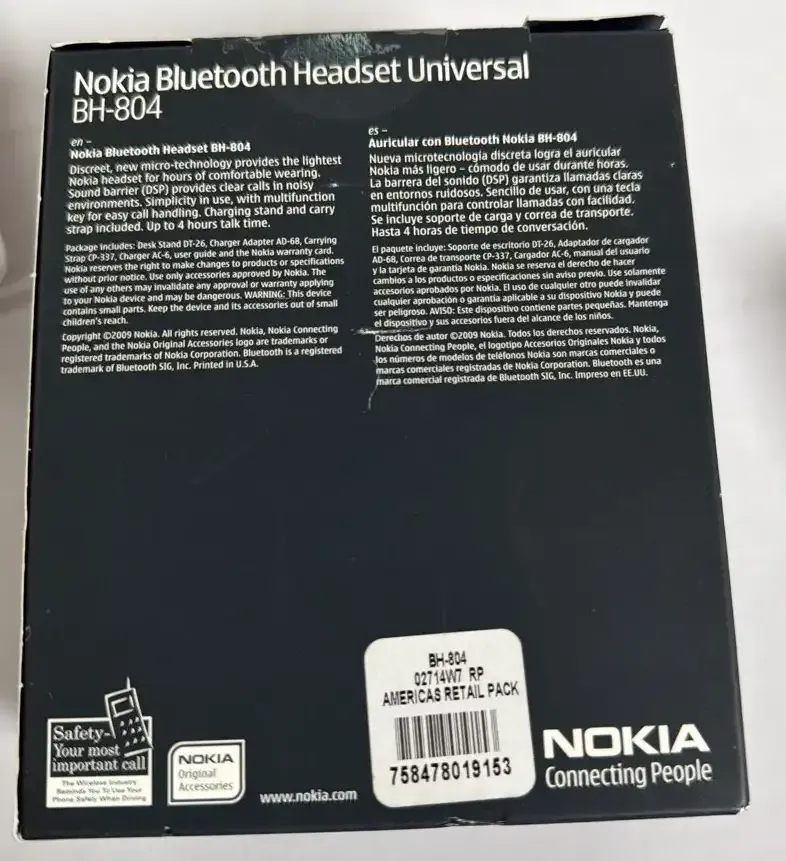 Nokia Bluetooth Headset Universal
BH-804
en –
Nokia Bluetooth Headset BH-804
Discreet, new micro-technology provides the lightest
Nokia headset for hours of comfortable wearing.
Sound barrier (DSP) provides clear calls in noisy
environments. Simplicity in use, with multifunction
key for easy call handling. Charging stand and carry
strap included. Up to 4 hours talk time.
Package includes: Desk Stand DT-26, Charger Adapter AD-68, Carrying
Strap CP-337, Charger AC-6, user guide and the Nokia warranty card.
Nokia reserves the right to make changes to products or specifications
without prior notice. Use only accessories approved by Nokia. The
use of any others may invalidate any approval or warranty applying
to your Nokia device and may be dangerous. WARNING: This device
contains small parts. Keep the device and its accessories out of small
children's reach.
Copyright ©2009 Nokia. All rights reserved. Nokia, Nokia Connecting
People, and the Nokia Original Accessories logo are trademarks or
registered trademarks of Nokia Corporation. Bluetooth is a registered
trademark of Bluetooth SIG, Inc. Printed in U.S.A.
es –
Auricular con Bluetooth Nokia BH-804
Nueva microtecnología discreta logra el auricular
Nokia más ligero – cómodo de usar durante horas.
La barrera del sonido (DSP) garantiza llamadas claras
en entornos ruidosos. Sencillo de usar, con una tecla
multifunción para controlar llamadas con facilidad.
Se incluye soporte de carga y correa de transporte.
Hasta 4 horas de tiempo de conversación.
El paquete incluye: Soporte de escritorio DT-26, Adaptador de cargador
AD-68, Correa de transporte CP-337, Cargador AC-6, manual del usuario
y la tarjeta de garantía Nokia. Nokia se reserva el derecho de hacer
cambios a los productos o especificaciones sin aviso previo. Use solamente
accesorios aprobados por Nokia. El uso de cualquier otro puede invalidar
cualquier aprobación o garantía aplicable a su dispositivo Nokia y puede
ser peligroso. AVISO: Este dispositivo contiene partes pequeñas. Mantenga
el dispositivo y sus accesorios fuera del alcance de los niños.
Derechos de autor ©2009 Nokia. Todos los derechos reservados. Nokia,
Nokia Connecting People, el logotipo Accesorios Originales Nokia y todos
los números de modelos de teléfonos Nokia son marcas comerciales o
marcas comerciales registradas de Nokia Corporation. Bluetooth es una
marca comercial registrada de Bluetooth SIG, Inc. Impreso en EE.UU.
Safety-
Your most
important call
The Wireless Industry
Reminds You To Use Your
Phone Safely When Driving
NOKIA
Original
Accessories
www.nokia.com
BH-804
02714W7 RP
AMERICAS RETAIL PACK
758478019153
NOKIA
Connecting People